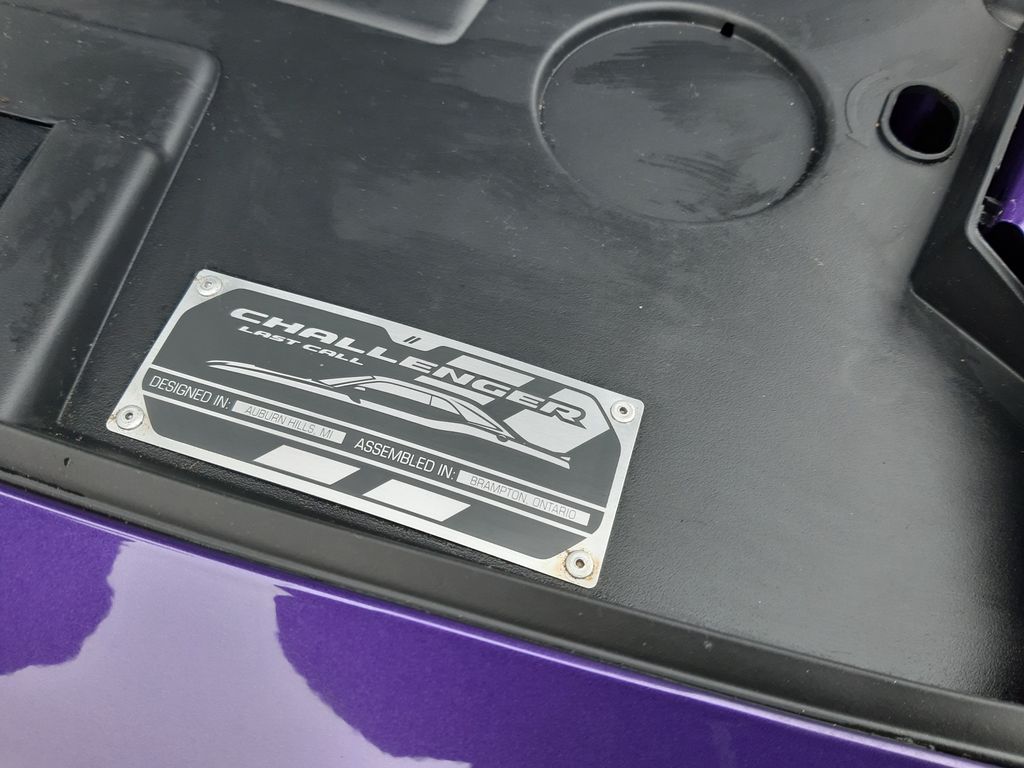 CHALLENGER
LAST CALL
DESIGNED IN: AUBURN HILLS, MI ASSEMBLED IN: BRAMPTON, ONTARIO